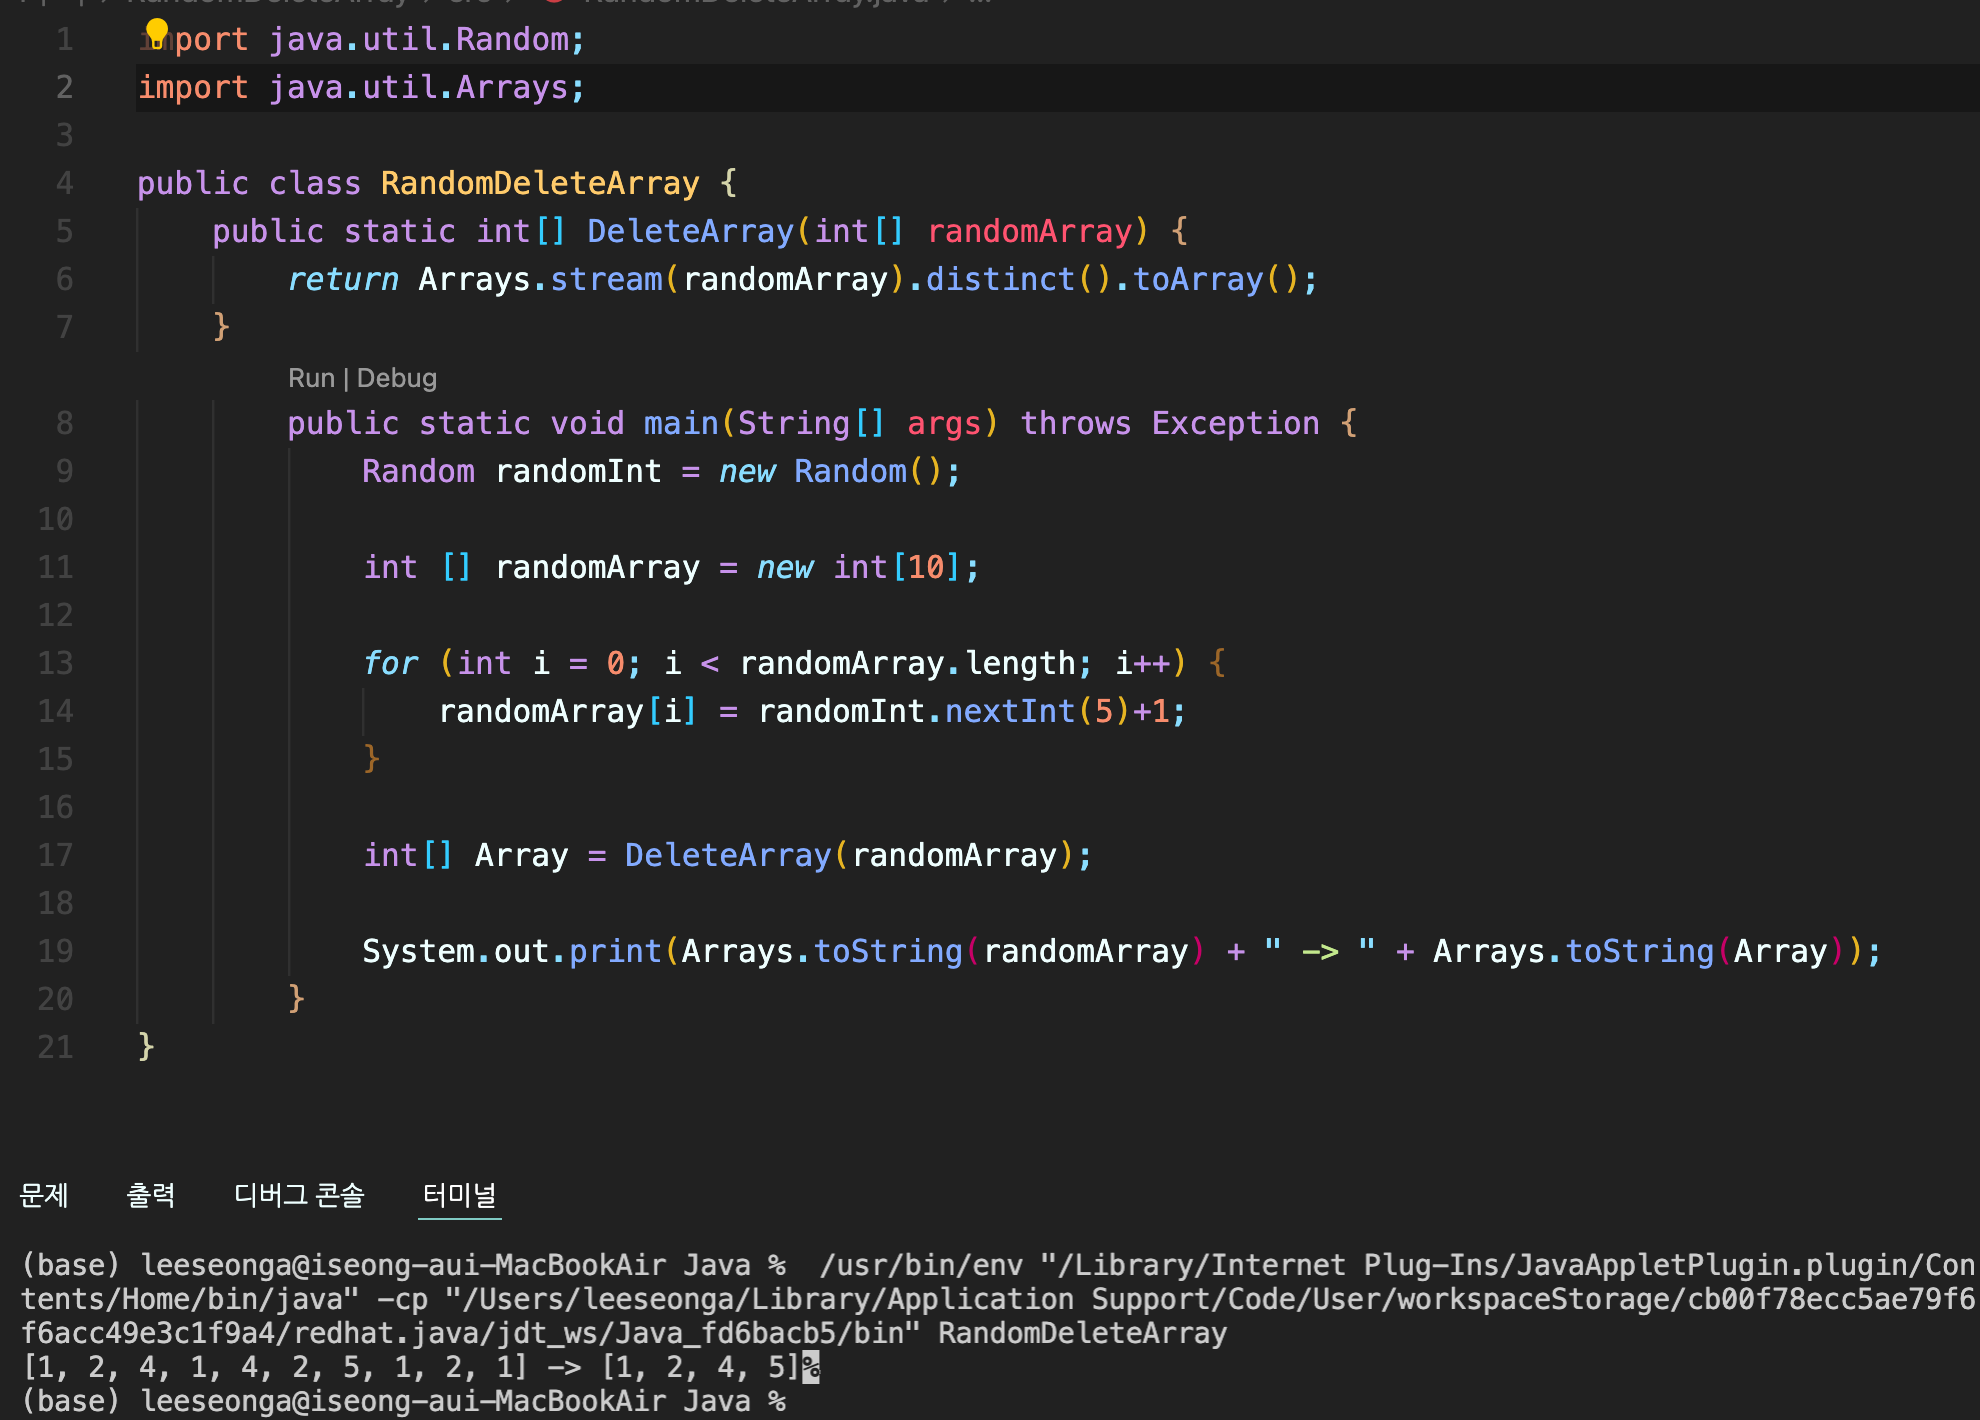 1 import java.util.Random;
2 import java.util.Arrays;
3
4 public class RandomDeleteArray {
5 public static int[] DeleteArray(int[] randomArray) {
6 return Arrays.stream(randomArray).distinct().toArray();
7 }
Run | Debug
8 public static void main(String[] args) throws Exception {
9 Random randomInt = new Random();
10
11 int [] randomArray = new int[10];
12
13 for (int i = 0; i < randomArray.length; i++) {
14 randomArray[i] = randomInt.nextInt(5)+1;
15 }
16
17 int[] Array = DeleteArray(randomArray);
18
19 System.out.print(Arrays.toString(randomArray) + " -> " + Arrays.toString(Array));
20 }
21 }
문제 출력 디버그 콘솔 터미널
(base) leeseonga@iseong-aui-MacBookAir Java % /usr/bin/env "/Library/Internet Plug-Ins/JavaAppletPlugin.plugin/Con
tents/Home/bin/java" -cp "/Users/leeseonga/Library/Application Support/Code/User/workspaceStorage/cb00f78ecc5ae79f6
f6acc49e3c1f9a4/redhat.java/jdt_ws/Java_fd6bacb5/bin" RandomDeleteArray
[1, 2, 4, 1, 4, 2, 5, 1, 2, 1] -> [1, 2, 4, 5]%
(base) leeseonga@iseong-aui-MacBookAir Java %